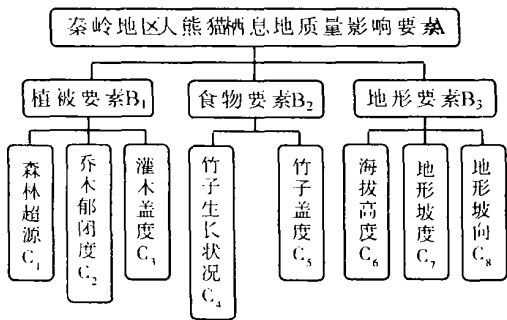 秦岭地区大熊猫栖息地质量影响要素A
植被要素B₁
食物要素B₂
地形要素B₃
森林超源C₁
乔木郁闭度C₂
灌木盖度C₃
竹子生长状况C₄
竹子盖度C₅
海拔高度C₆
地形坡度C₇
地形坡向C₈